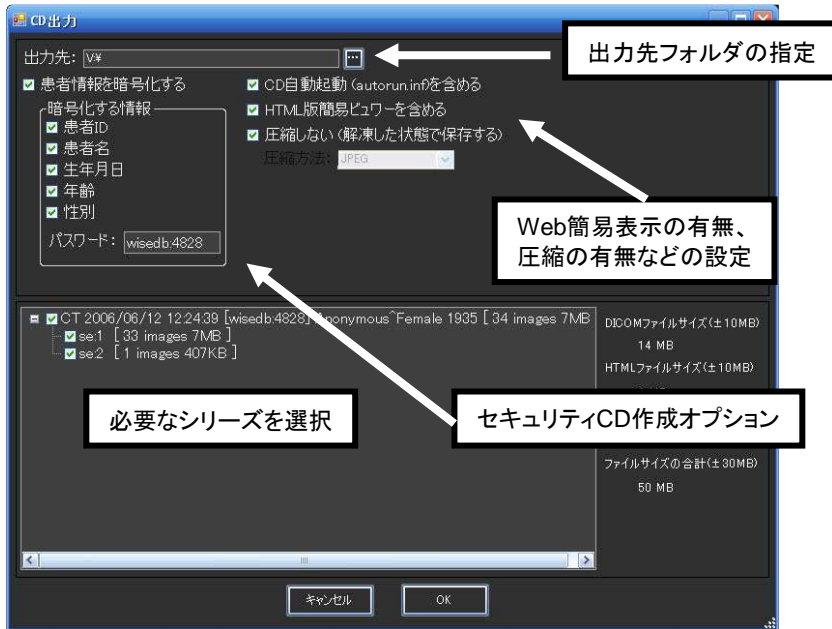 CD出力
出力先: V:¥
...
出力先フォルダの指定
患者情報を暗号化する
暗号化する情報
患者ID
患者名
生年月日
年齢
性別
パスワード: wisedb:4828
CD自動起動 (autorun.inf)を含める
HTML版簡易ビュワーを含める
圧縮しない (解凍した状態で保存する)
圧縮方法: JPEG
Web簡易表示の有無、
圧縮の有無などの設定
CT 2006/06/12 12:24:39 [wisedb:4828] Anonymous^Female 1935 [ 34 images 7MB
se:1 [ 33 images 7MB ]
se:2 [ 1 images 407KB ]
必要なシリーズを選択
セキュリティCD作成オプション
DICOMファイルサイズ(±10MB)
14 MB
HTMLファイルサイズ(±10MB)
ファイルサイズの合計(±30MB)
50 MB
キャンセル
OK